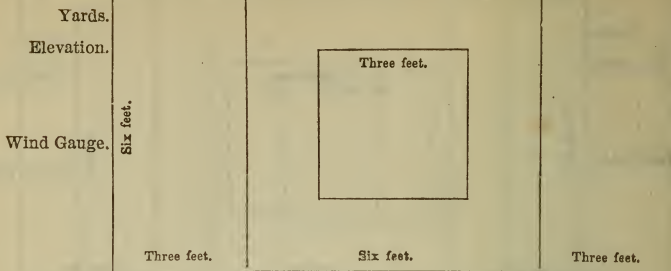 Yards.
Elevation.
Three feet.
Six feet.
Wind Gauge.
Three feet.
Six feet.
Three feet.